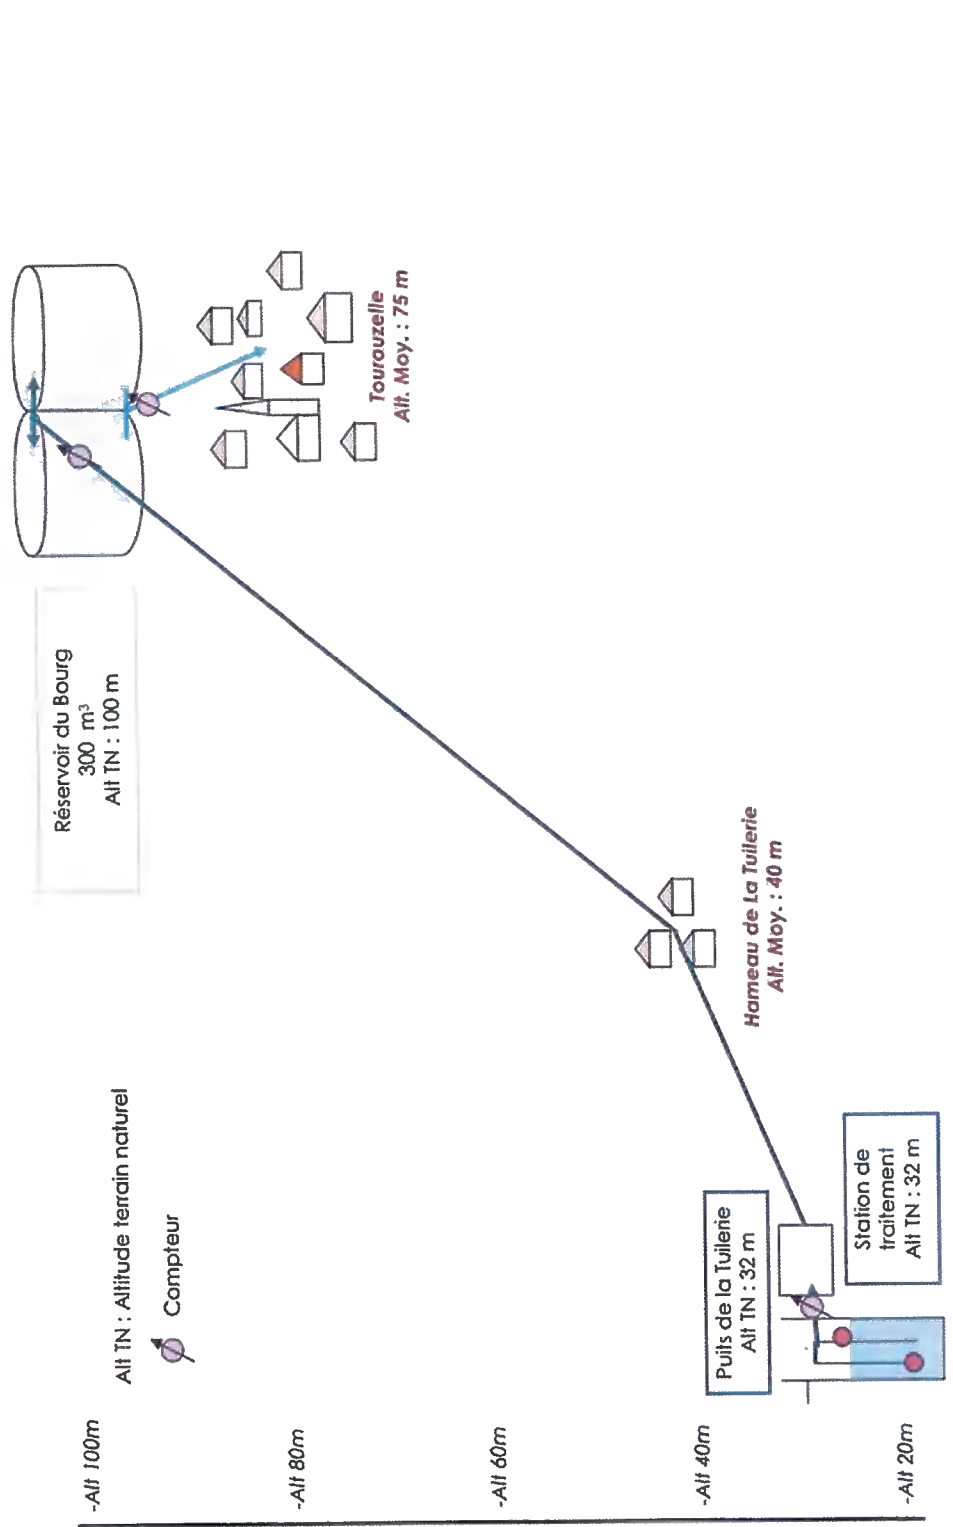 Réservoir du Bourg
300 m³
Alt TN : 100 m
Tourouzelle
Alt. Moy. : 75 m
Alt TN : Altitude terrain naturel
Compteur
Hameau de La Tuilerie
Alt. Moy. : 40 m
Puits de la Tuilerie
Alt TN : 32 m
Station de
traitement
Alt TN : 32 m
-Alt 100m
-Alt 80m
-Alt 60m
-Alt 40m
-Alt 20m